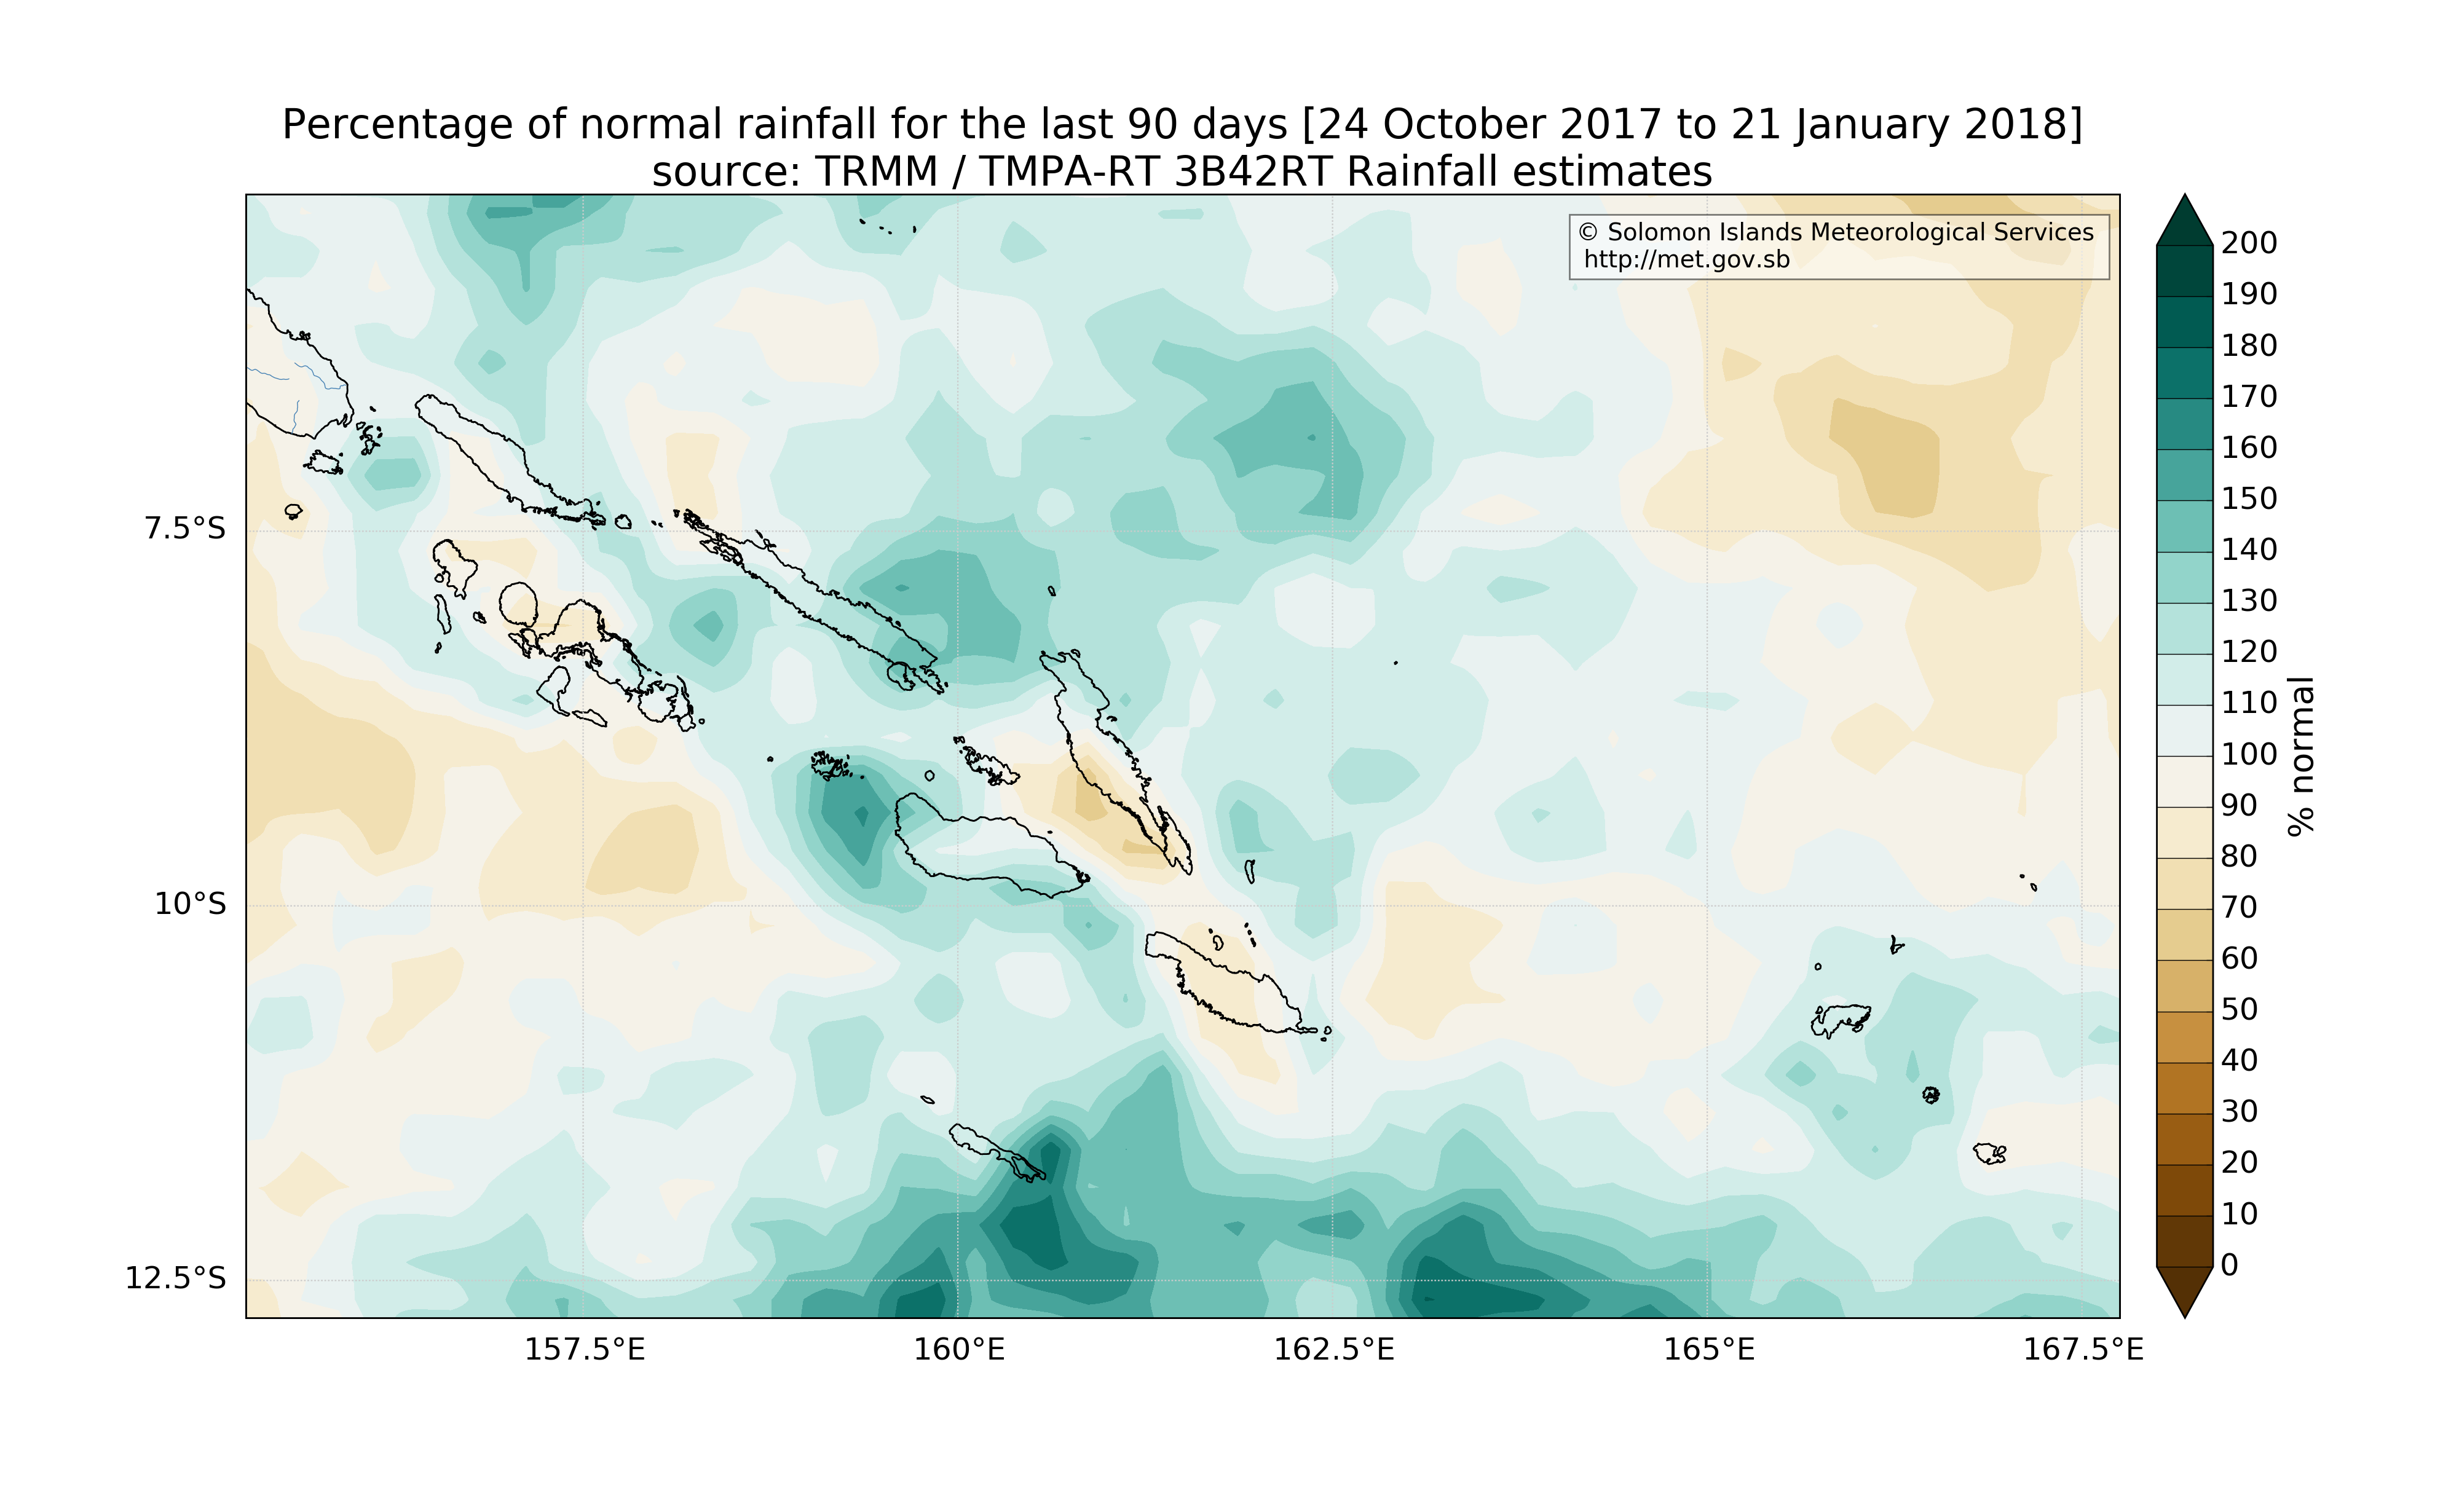 Percentage of normal rainfall for the last 90 days [24 October 2017 to 21 January 2018]
source: TRMM / TMPA-RT 3B42RT Rainfall estimates
© Solomon Islands Meteorological Services
http://met.gov.sb
7.5°S
10°S
12.5°S
157.5°E
160°E
162.5°E
165°E
167.5°E
200
190
180
170
160
150
140
130
120
110
100
90
80
70
60
50
40
30
20
10
0
% normal